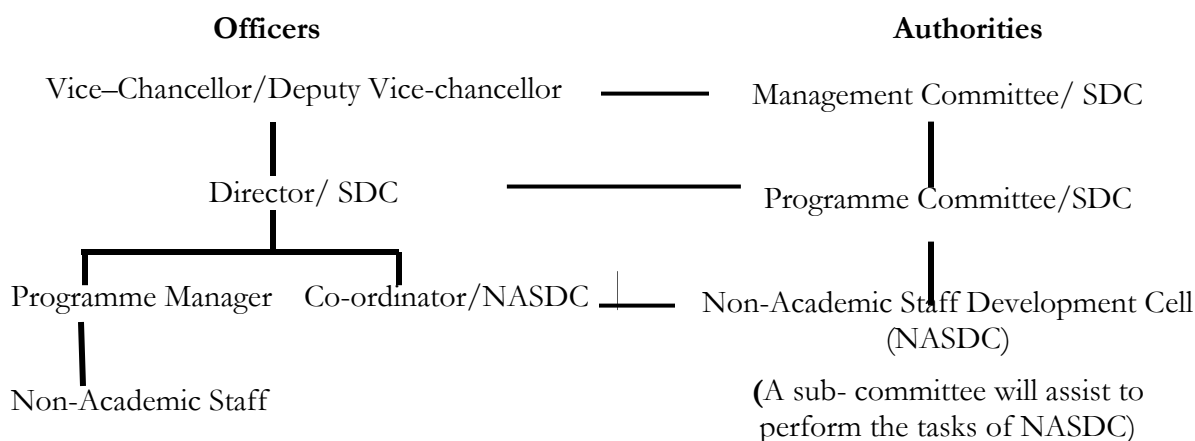 Officers
Authorities
Vice–Chancellor/Deputy Vice-chancellor
Management Committee/ SDC
Director/ SDC
Programme Committee/SDC
Programme Manager
Co-ordinator/NASDC
Non-Academic Staff Development Cell
(NASDC)
Non-Academic Staff
(A sub- committee will assist to
perform the tasks of NASDC)